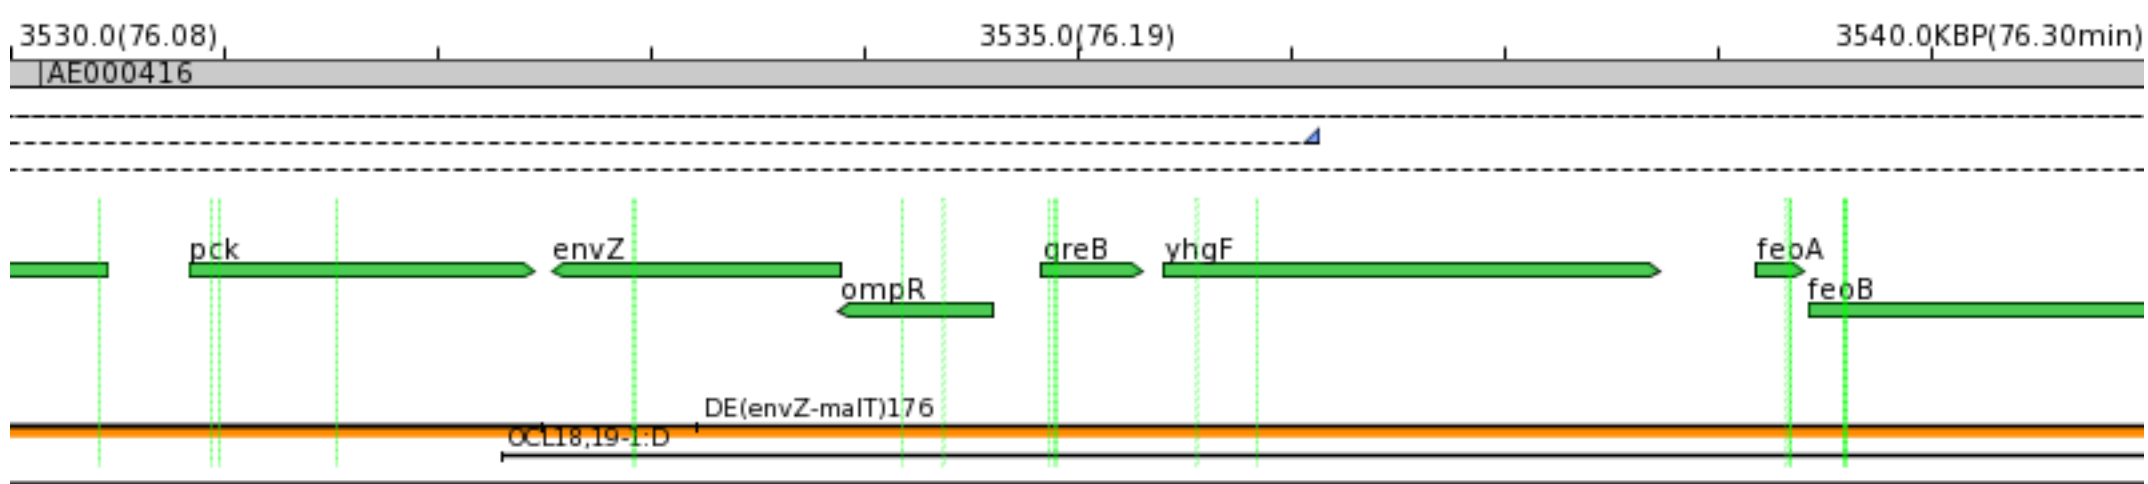 3530.0(76.08) 3535.0(76.19) 3540.0KBP(76.30min)
AE000416
pck envZ greB yhgF feoA
ompR feoB
DE(envZ-malT)176
OCL18,19-1:D